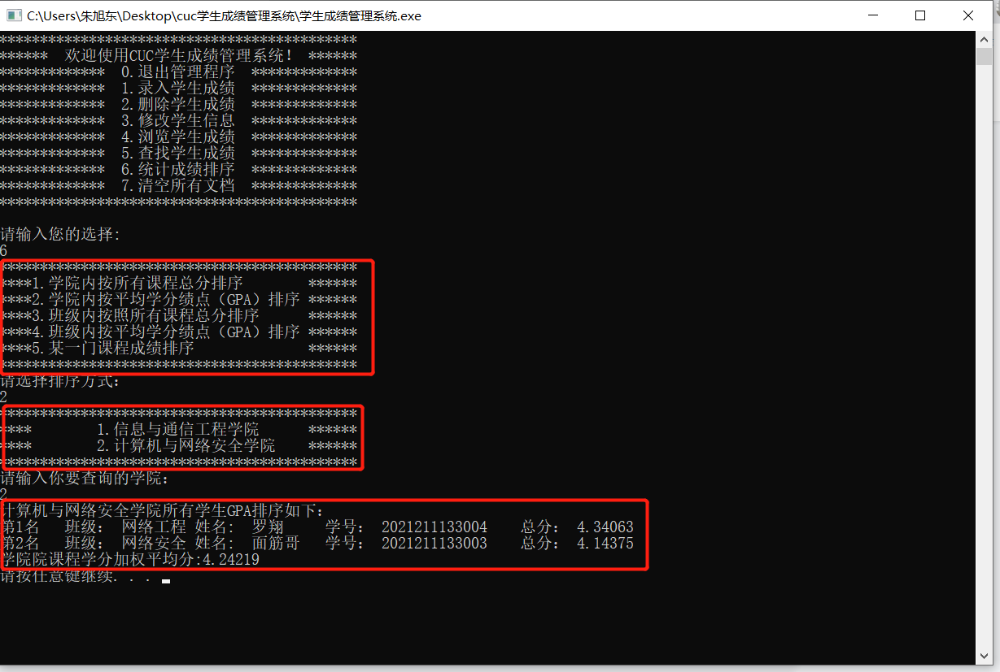 C:\Users\朱旭东\Desktop\cuc学生成绩管理系统\学生成绩管理系统.exe
********************************************
****** 欢迎使用CUC学生成绩管理系统! ******
************* 0.退出管理程序 *************
************* 1.录入学生成绩 *************
************* 2.删除学生成绩 *************
************* 3.修改学生信息 *************
************* 4.浏览学生成绩 *************
************* 5.查找学生成绩 *************
************* 6.统计成绩排序 *************
************* 7.清空所有文档 *************
********************************************
请输入您的选择:
6
********************************************
****1.学院内按所有课程总分排序 ******
****2.学院内按平均学分绩点（GPA）排序 ******
****3.班级内按照所有课程总分排序 ******
****4.班级内按平均学分绩点（GPA）排序 ******
****5.某一门课程成绩排序 ******
********************************************
请选择排序方式:
2
********************************************
**** 1.信息与通信工程学院 ******
**** 2.计算机与网络安全学院 ******
********************************************
请输入你要查询的学院:
2
计算机与网络安全学院所有学生GPA排序如下:
第1名 班级: 网络工程 姓名: 罗翔 学号: 2021211133004 总分: 4.34063
第2名 班级: 网络安全 姓名: 面筋哥 学号: 2021211133003 总分: 4.14375
学院院课程学分加权平均分:4.24219
请按任意键继续. . .